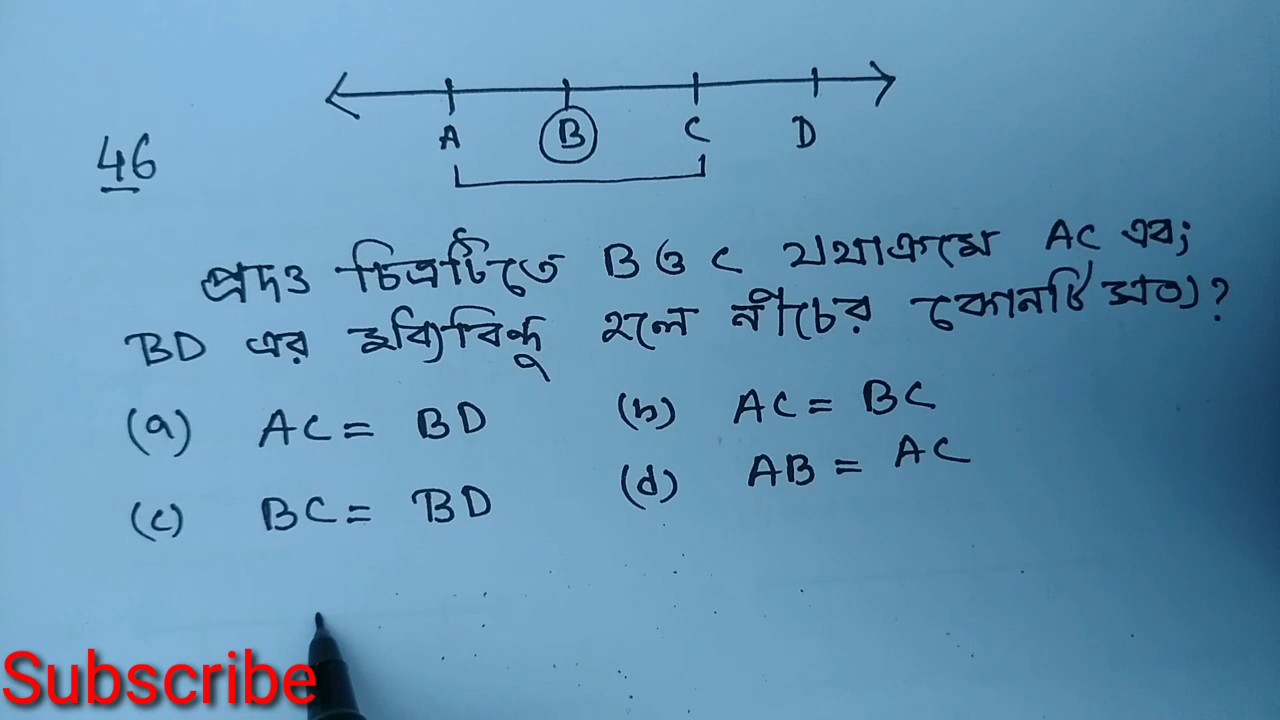 A B C D
46
প্রদত্ত চিত্রটিতে B ও C যথাক্রমে AC এবং
BD এর মধ্যবিন্দু হলে নীচের কোনটি সত্য?
(a) AC = BD (b) AC = BC
(c) BC = BD (d) AB = AC
Subscribe